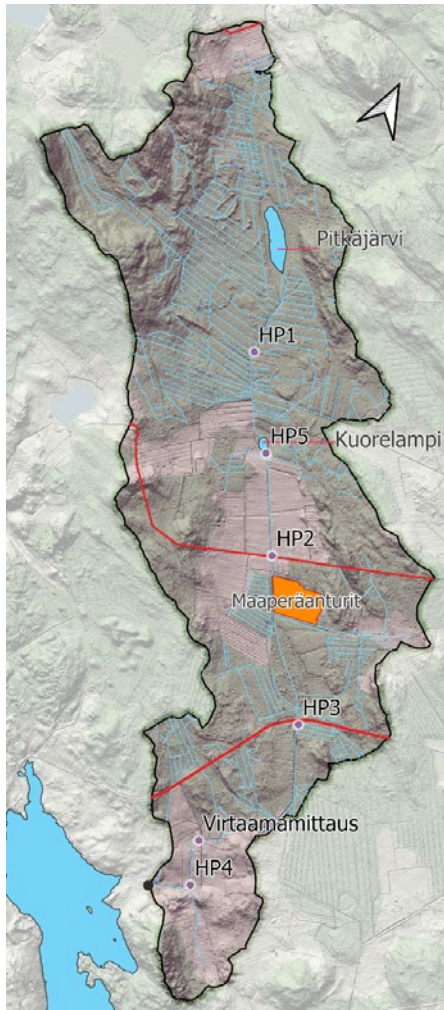 Pitkäjärvi
HP1
HP5
Kuorelampi
HP2
Maaperäanturit
HP3
Virtaamamittaus
HP4